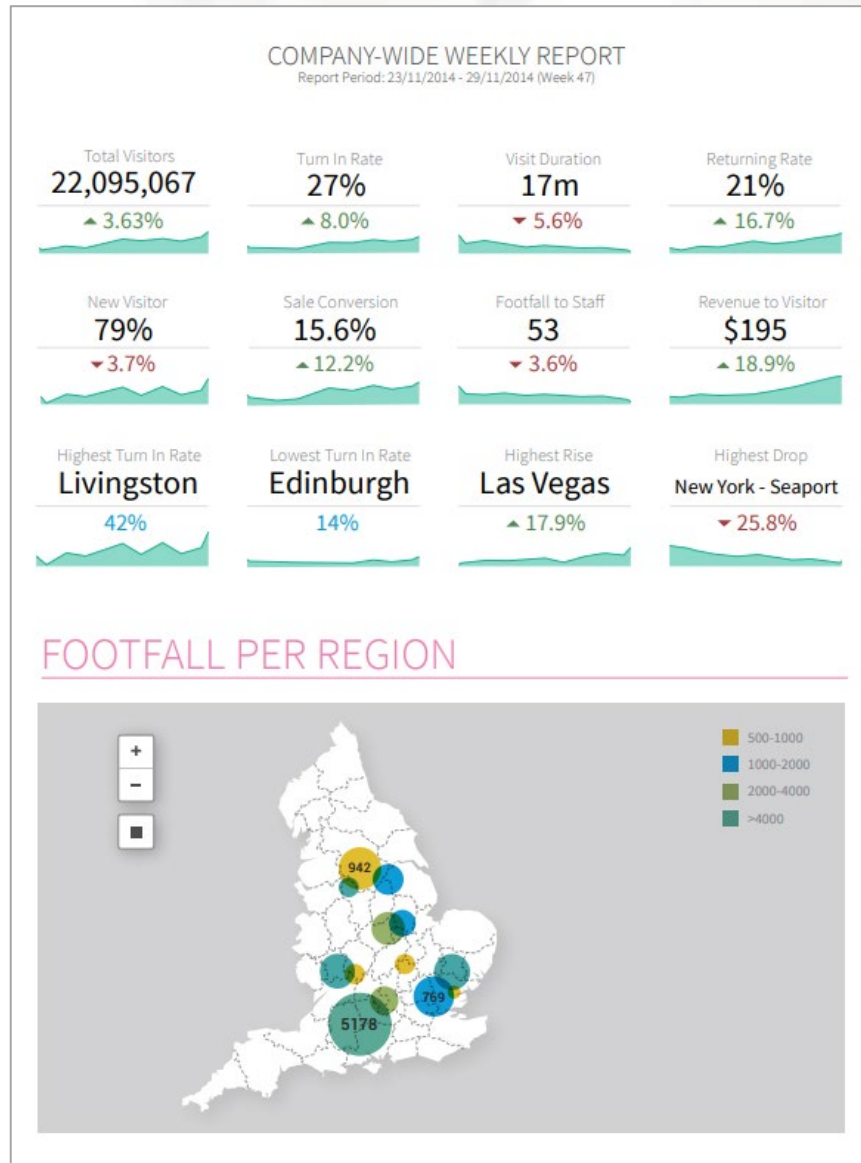 COMPANY-WIDE WEEKLY REPORT
Report Period: 23/11/2014 - 29/11/2014 (Week 47)
Total Visitors
22,095,067
▲ 3.63%
Turn In Rate
27%
▲ 8.0%
Visit Duration
17m
▼ 5.6%
Returning Rate
21%
▲ 16.7%
New Visitor
79%
▼ 3.7%
Sale Conversion
15.6%
▲ 12.2%
Footfall to Staff
53
▼ 3.6%
Revenue to Visitor
$195
▲ 18.9%
Highest Turn In Rate
Livingston
42%
Lowest Turn In Rate
Edinburgh
14%
Highest Rise
Las Vegas
▲ 17.9%
Highest Drop
New York - Seaport
▼ 25.8%
FOOTFALL PER REGION
+
−
500-1000
1000-2000
2000-4000
>4000
942
769
5178